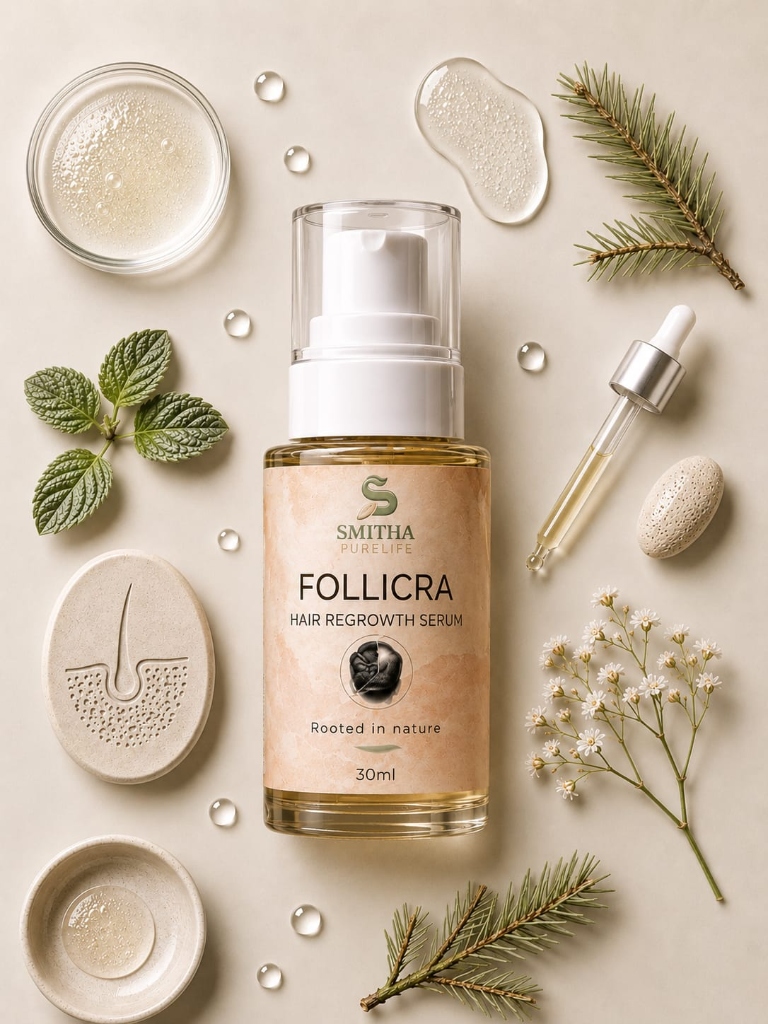 SMITHA
PURELIFE
FOLLICRA
HAIR REGROWTH SERUM
Rooted in nature
30ml